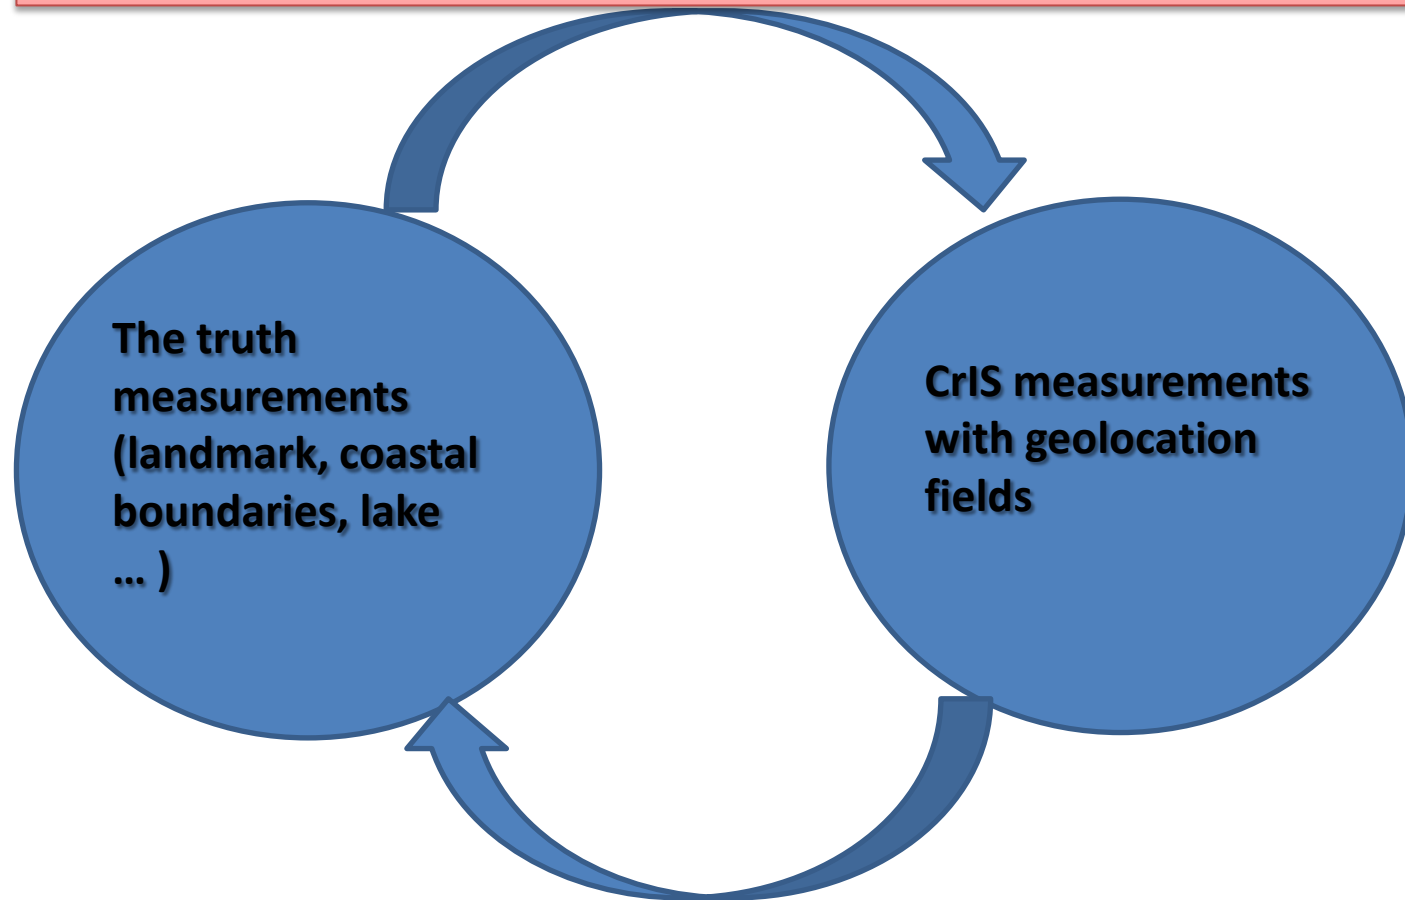 The truth
measurements
(landmark, coastal
boundaries, lake
... )
CrIS measurements
with geolocation
fields